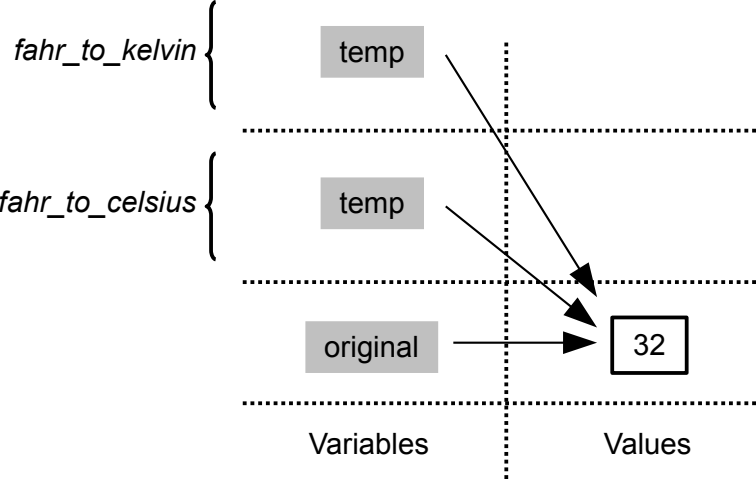 fahr_to_kelvin temp
fahr_to_celsius temp
original 32
Variables Values